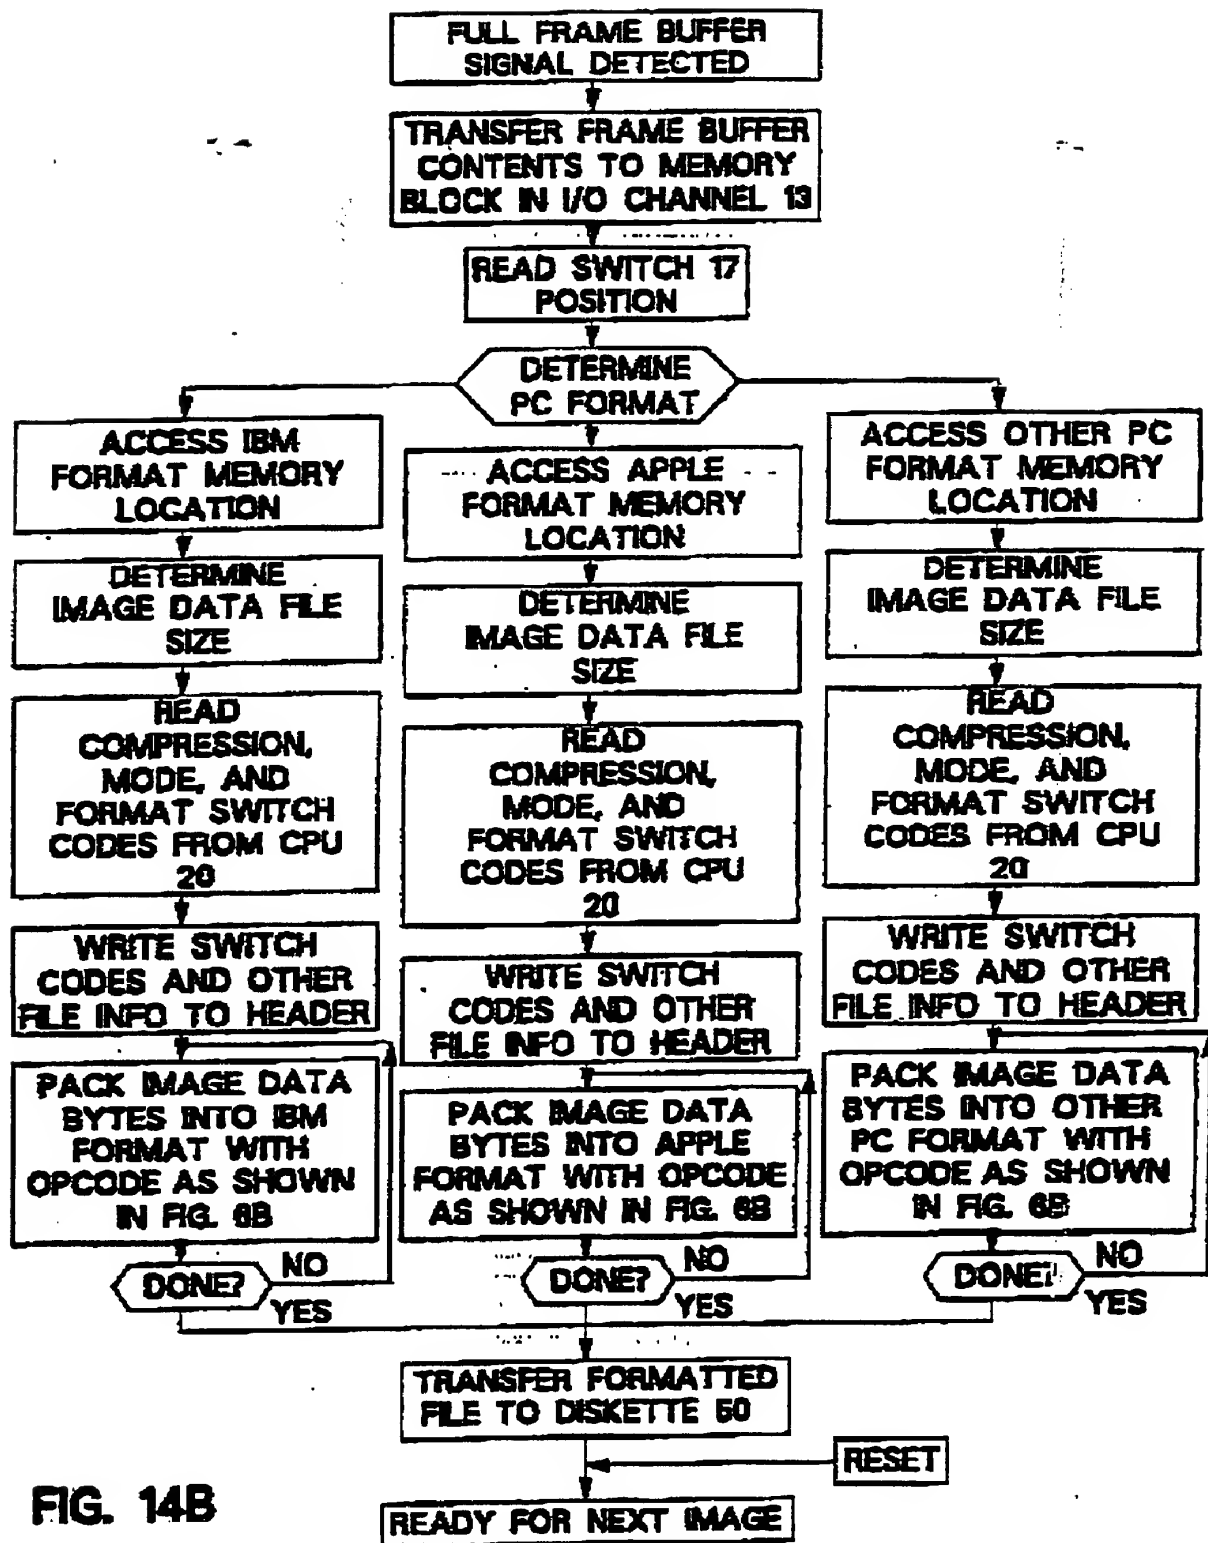 FULL FRAME BUFFER
SIGNAL DETECTED
TRANSFER FRAME BUFFER
CONTENTS TO MEMORY
BLOCK IN I/O CHANNEL 13
READ SWITCH 17
POSITION
DETERMINE
PC FORMAT
ACCESS IBM
FORMAT MEMORY
LOCATION
DETERMINE
IMAGE DATA FILE
SIZE
READ
COMPRESSION,
MODE, AND
FORMAT SWITCH
CODES FROM CPU
20
WRITE SWITCH
CODES AND OTHER
FILE INFO TO HEADER
PACK IMAGE DATA
BYTES INTO IBM
FORMAT WITH
OPCODE AS SHOWN
IN FIG. 6B
DONE?
NO
YES
ACCESS APPLE
FORMAT MEMORY
LOCATION
DETERMINE
IMAGE DATA FILE
SIZE
READ
COMPRESSION,
MODE, AND
FORMAT SWITCH
CODES FROM CPU
20
WRITE SWITCH
CODES AND OTHER
FILE INFO TO HEADER
PACK IMAGE DATA
BYTES INTO APPLE
FORMAT WITH OPCODE
AS SHOWN IN FIG. 6B
DONE?
NO
YES
ACCESS OTHER PC
FORMAT MEMORY
LOCATION
DETERMINE
IMAGE DATA FILE
SIZE
READ
COMPRESSION,
MODE, AND
FORMAT SWITCH
CODES FROM CPU
20
WRITE SWITCH
CODES AND OTHER
FILE INFO TO HEADER
PACK IMAGE DATA
BYTES INTO OTHER
PC FORMAT WITH
OPCODE AS SHOWN
IN FIG. 6B
DONE?
NO
YES
TRANSFER FORMATTED
FILE TO DISKETTE 50
RESET
READY FOR NEXT IMAGE
FIG. 14B